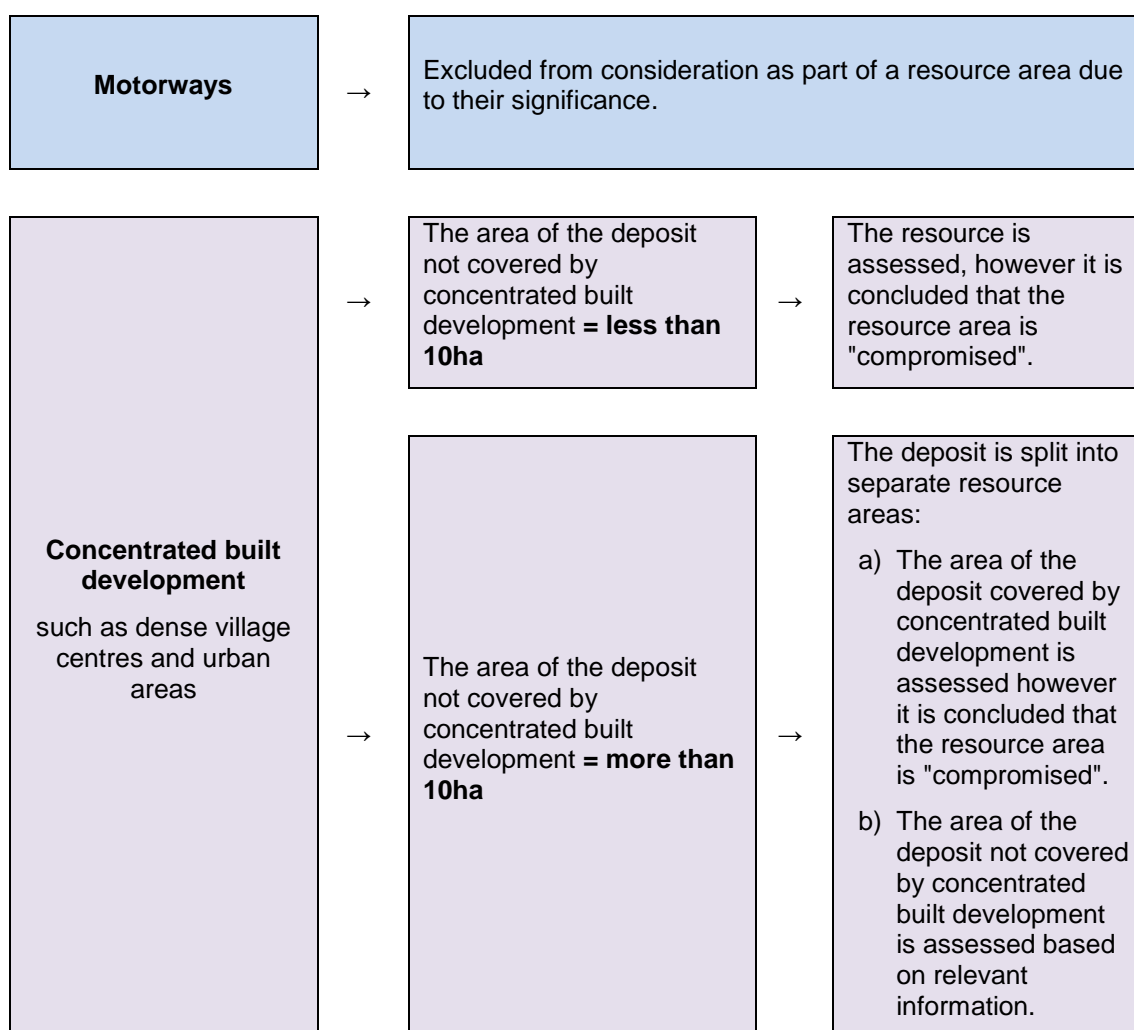 Motorways
→
Excluded from consideration as part of a resource area due
to their significance.
Concentrated built
development
such as dense village
centres and urban
areas
→
The area of the deposit
not covered by
concentrated built
development = less than
10ha
→
The resource is
assessed, however it is
concluded that the
resource area is
"compromised".
→
The area of the deposit
not covered by
concentrated built
development = more than
10ha
→
The deposit is split into
separate resource
areas:
a) The area of the
deposit covered by
concentrated built
development is
assessed however
it is concluded that
the resource area
is "compromised".
b) The area of the
deposit not covered
by concentrated
built development
is assessed based
on relevant
information.